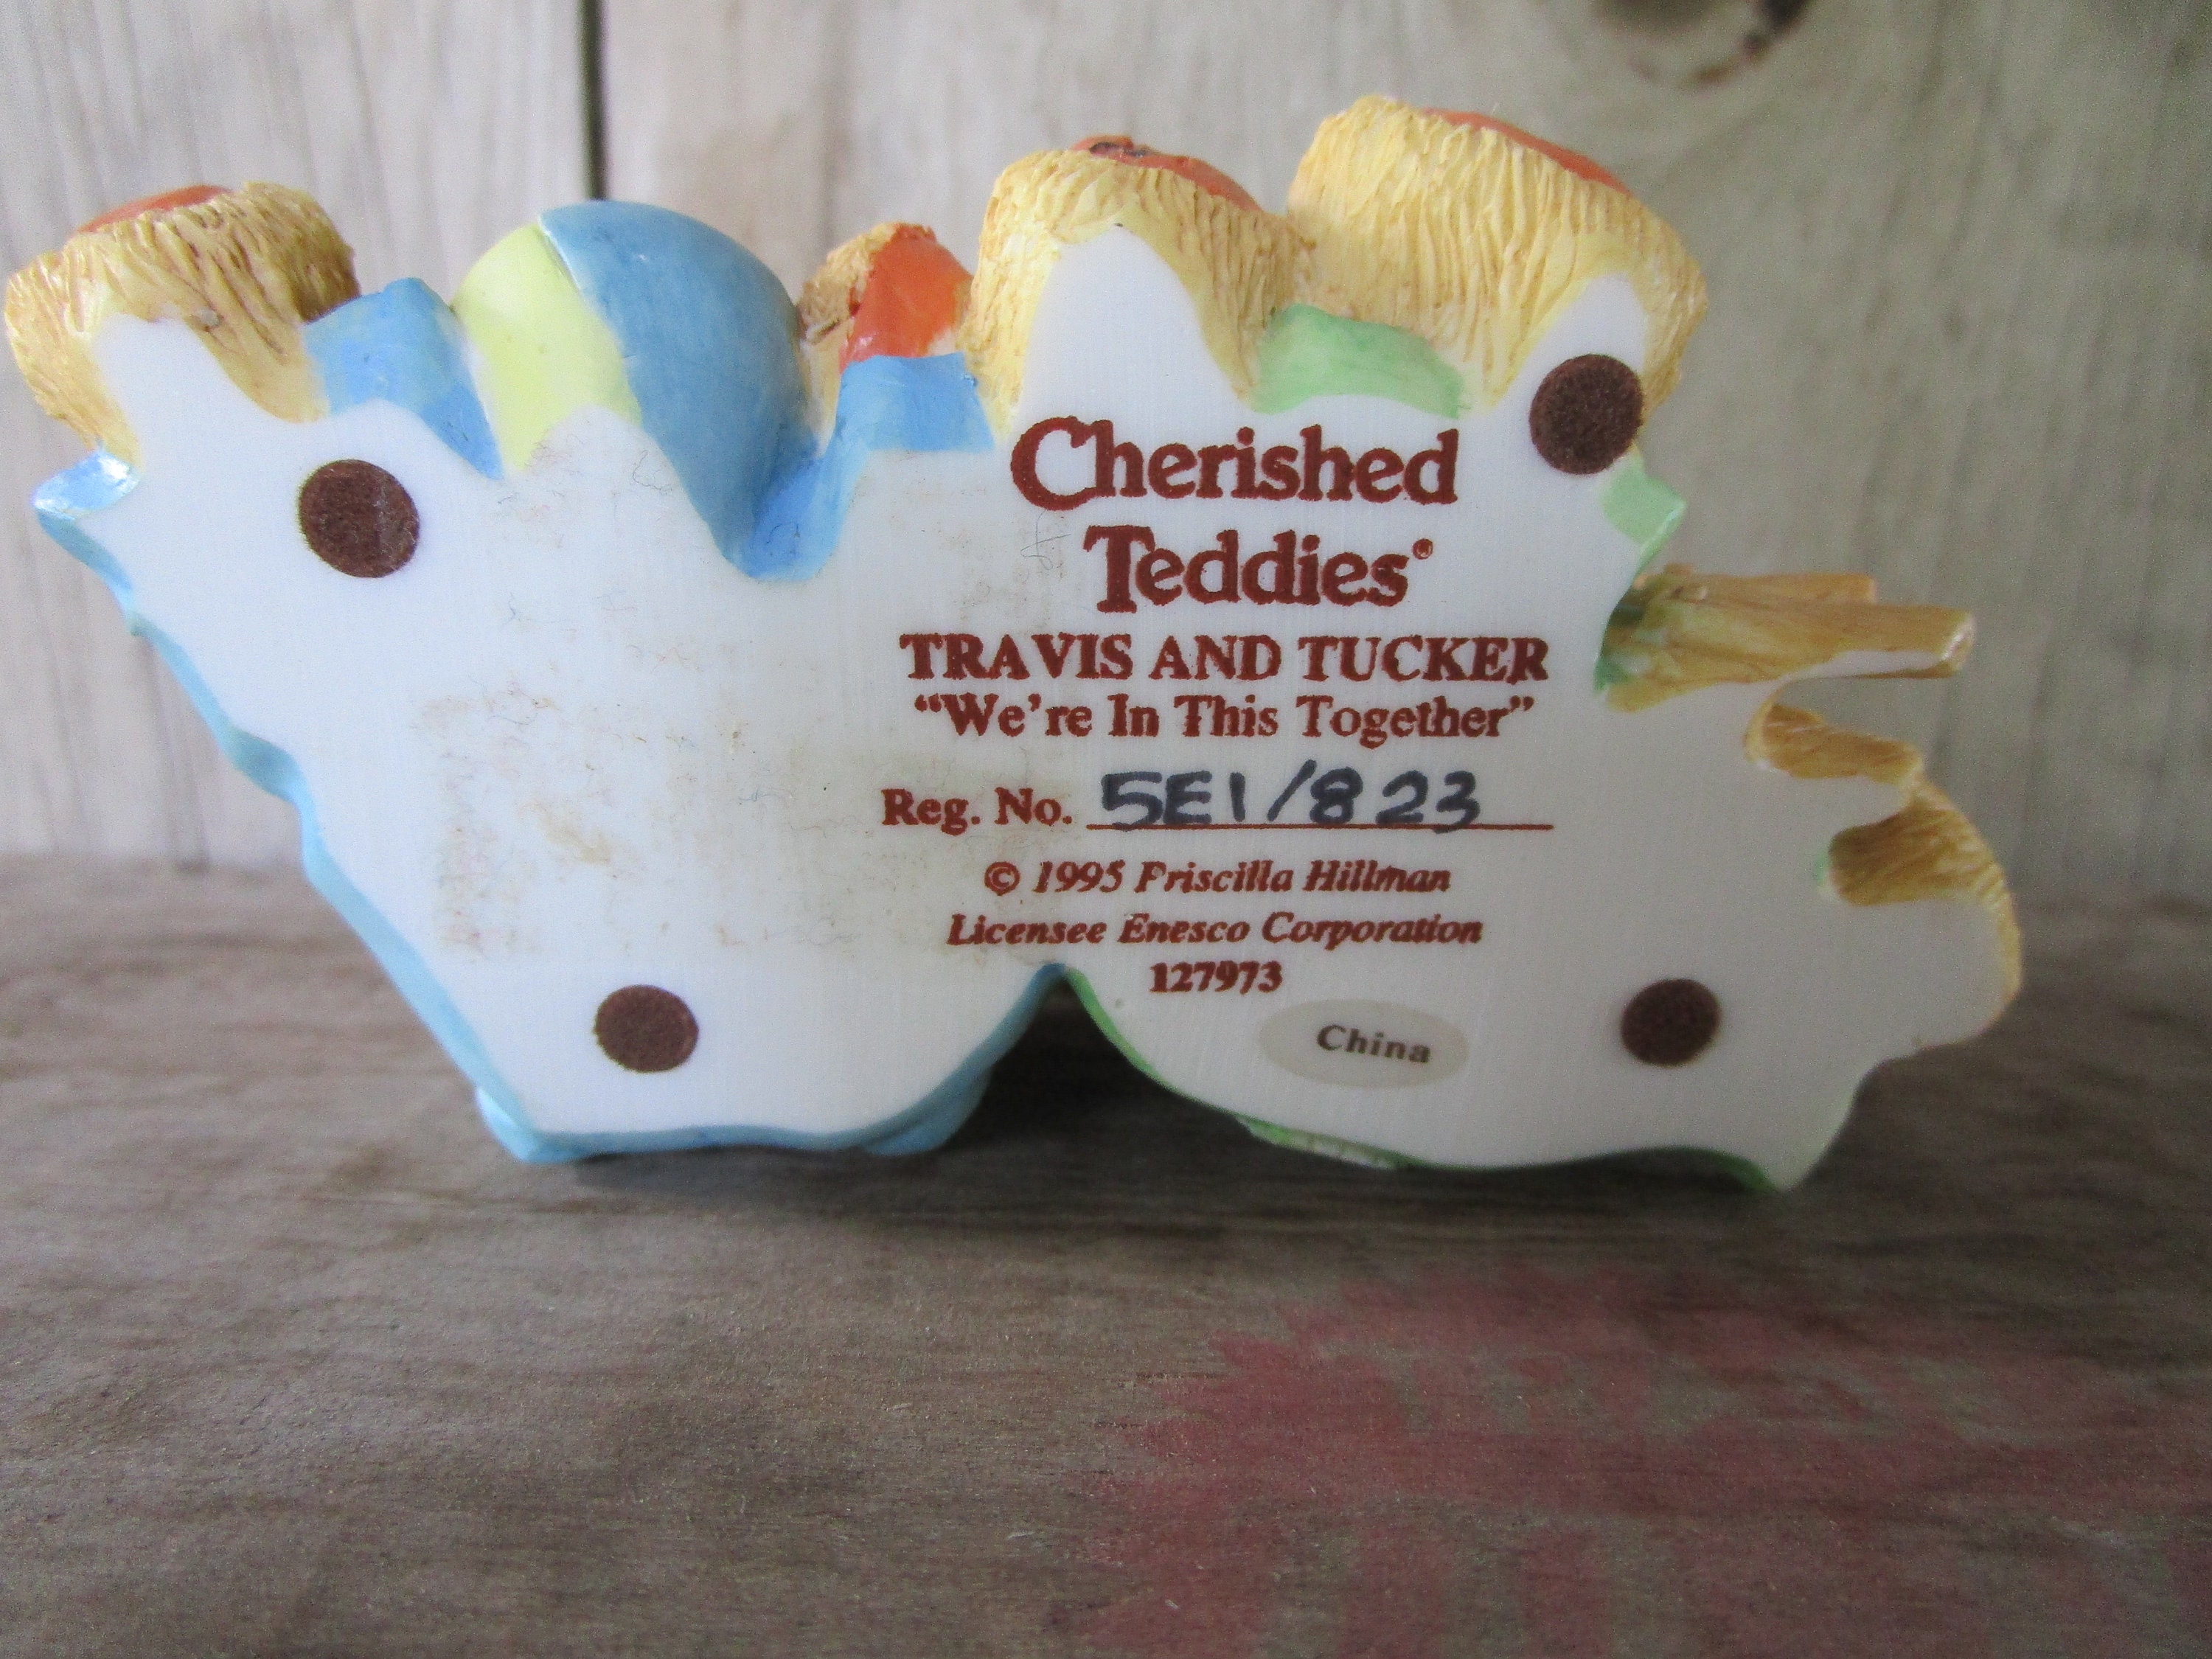 Cherished
Teddies®
TRAVIS AND TUCKER
“We’re In This Together”
Reg. No. 5E1/823
© 1995 Priscilla Hillman
Licensee Enesco Corporation
127973
China